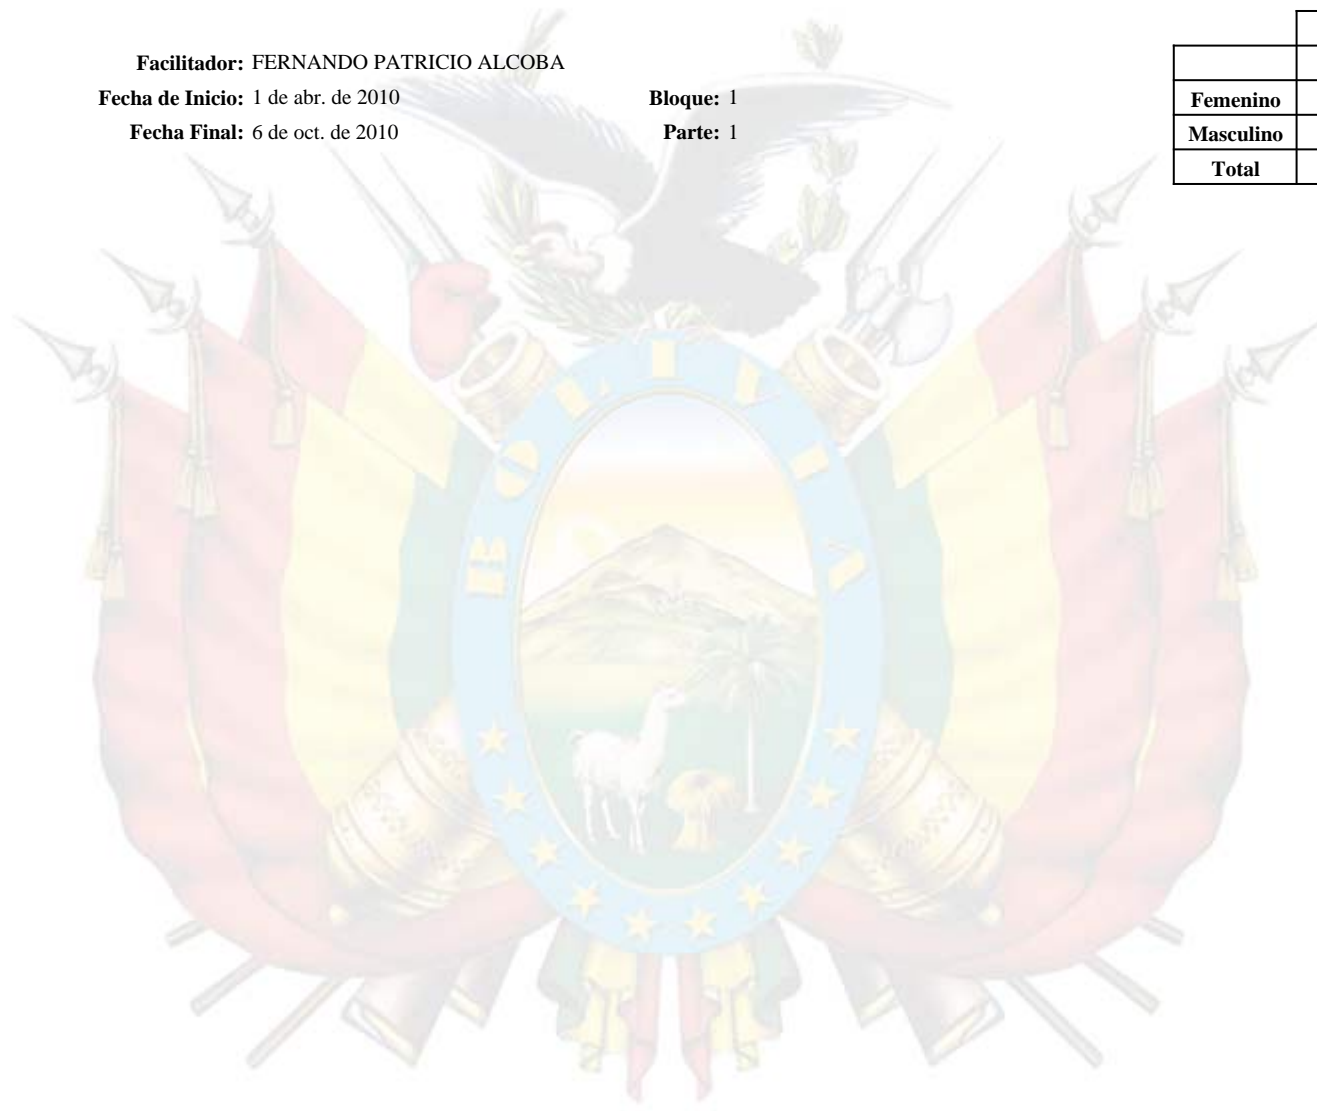 Facilitador: FERNANDO PATRICIO ALCOBA
Fecha de Inicio: 1 de abr. de 2010 Bloque: 1
Fecha Final: 6 de oct. de 2010 Parte: 1
Femenino
Masculino
Total
BOLIVIA